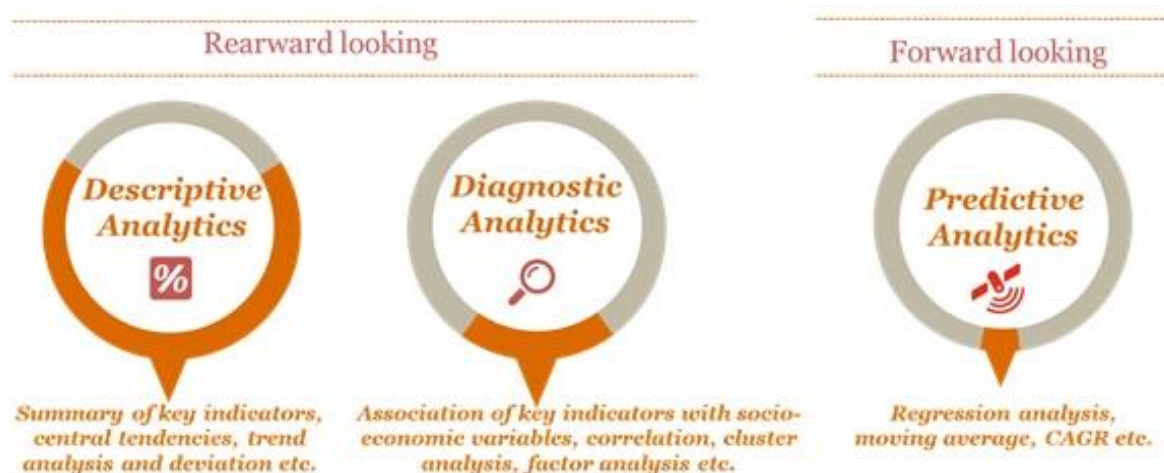 Rearward looking
Forward looking
Descriptive
Analytics
%
Summary of key indicators,
central tendencies, trend
analysis and deviation etc.
Diagnostic
Analytics
Association of key indicators with socio-
economic variables, correlation, cluster
analysis, factor analysis etc.
Predictive
Analytics
Regression analysis,
moving average, CAGR etc.